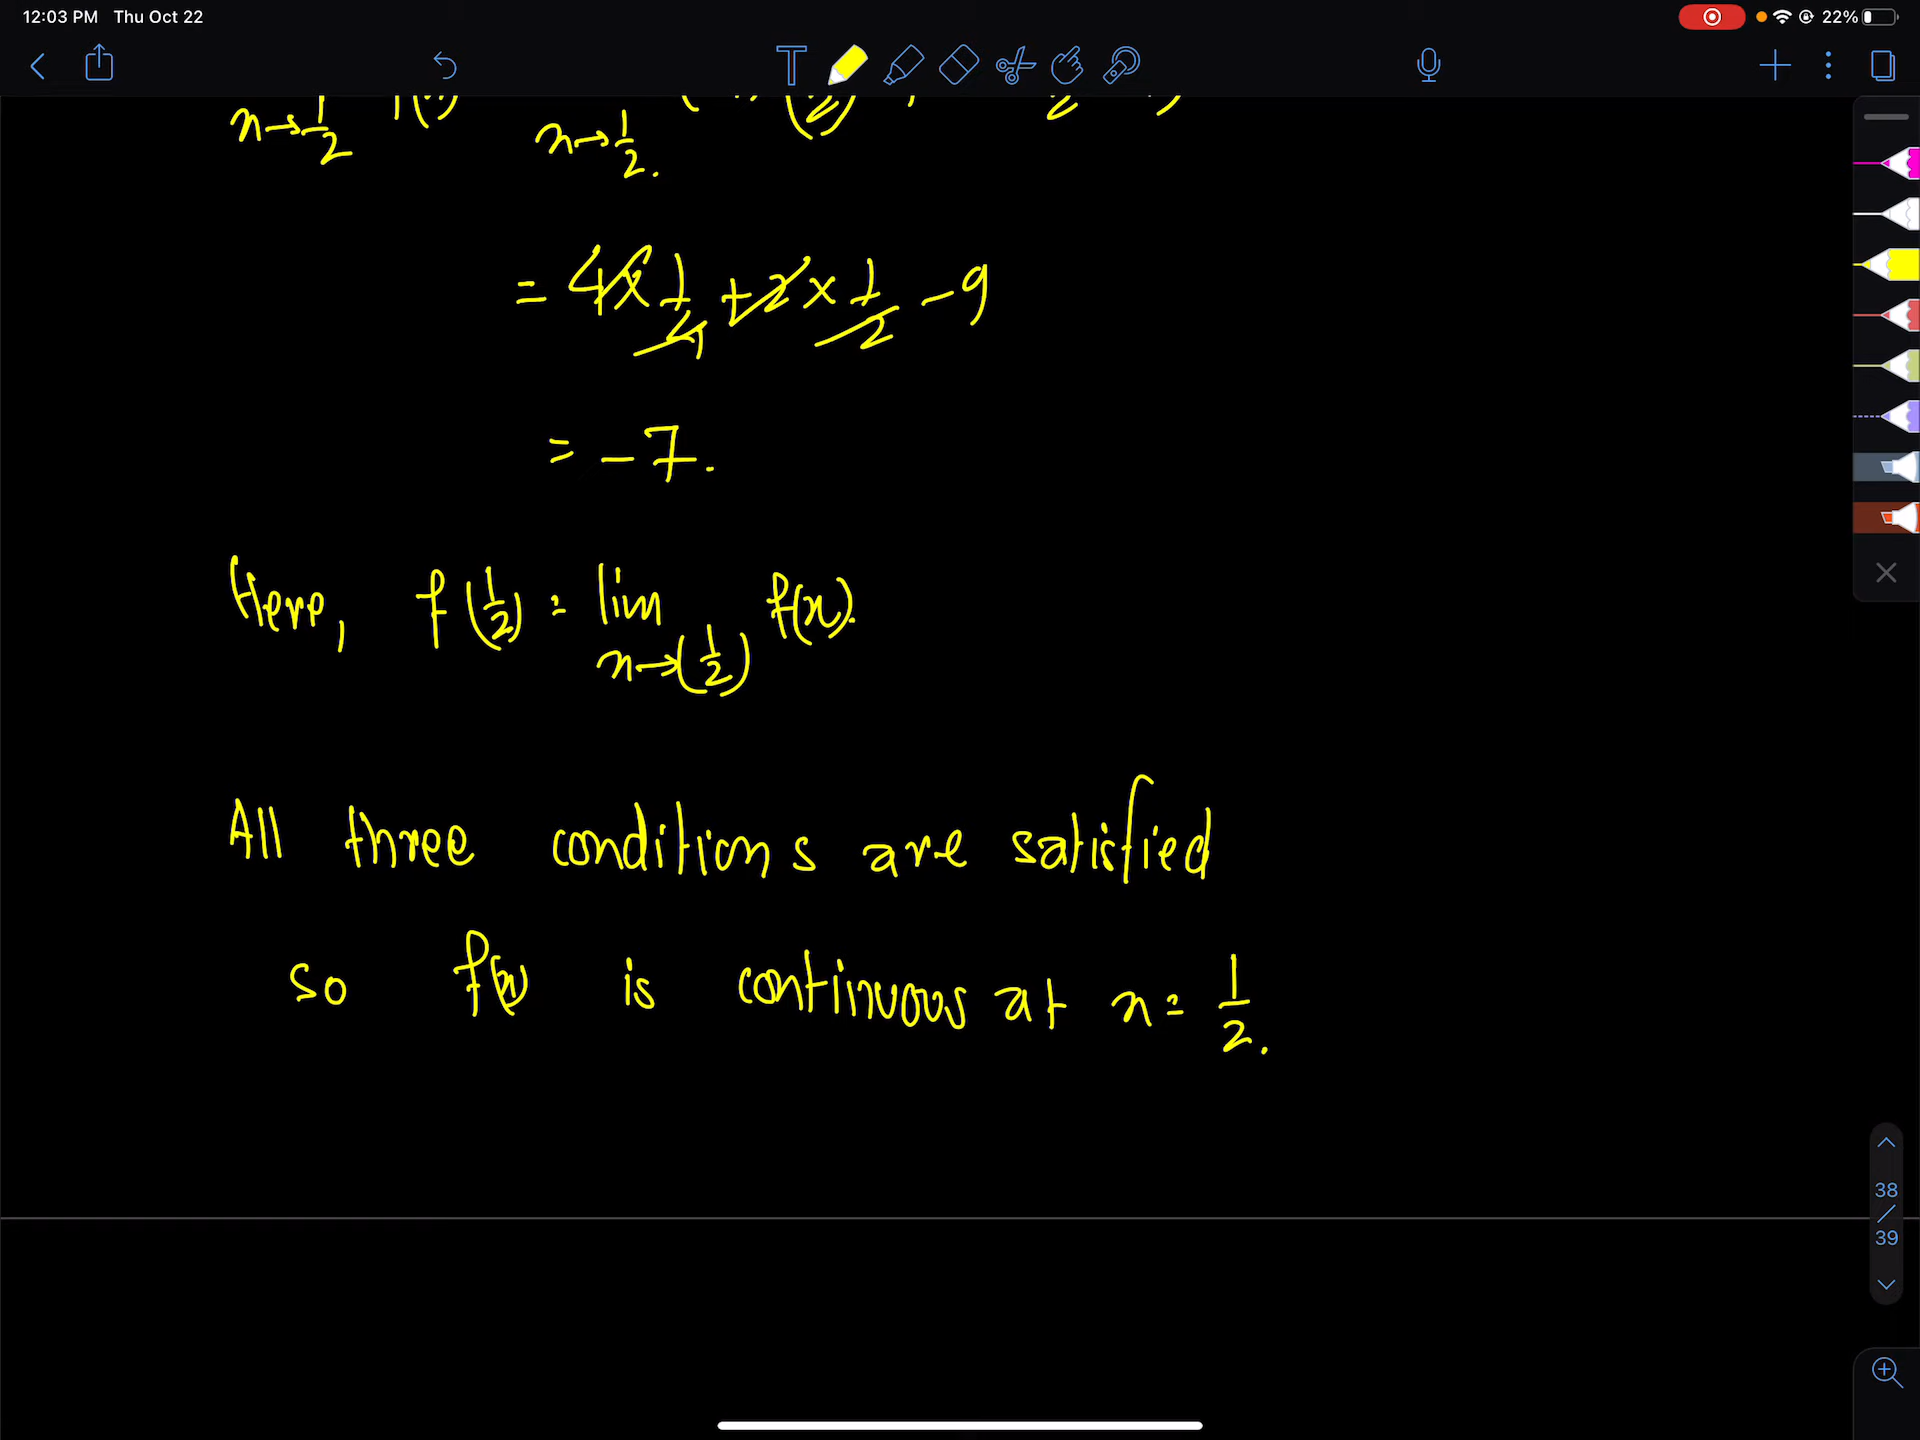 12:03 PM Thu Oct 22 22%
x→1/2 x→1/2.
= 4×1/4 + 2×1/2 - 9
= -7.
Here, f(1/2) = lim f(x).
x→(1/2)
All three conditions are satisfied
so f(x) is continuous at x = 1/2.
38
/
39